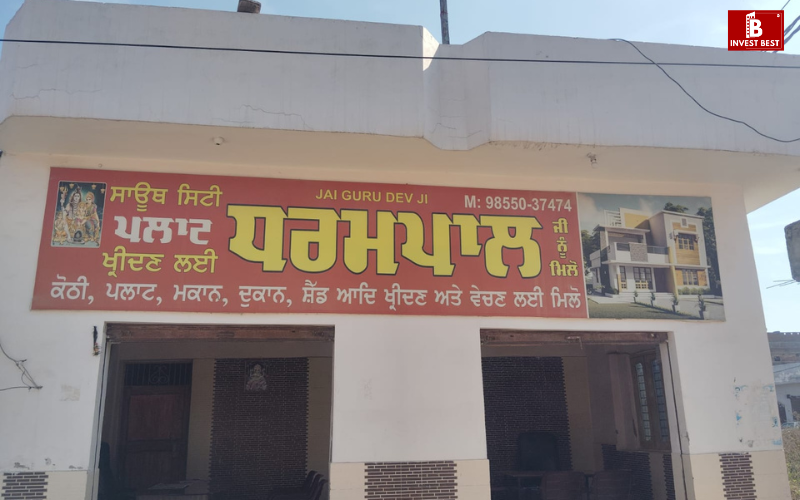 INVEST BEST
JAI GURU DEV JI
M: 98550-37474
ਸਾਊਥ ਸਿਟੀ
ਪਲਾਟ
ਖ੍ਰੀਦਣ ਲਈ
ਧਰਮਪਾਲ
ਜੀ
ਨੂੰ
ਮਿਲੋ
ਕੋਠੀ, ਪਲਾਟ, ਮਕਾਨ, ਦੁਕਾਨ, ਸ਼ੈੱਡ ਆਦਿ ਖ੍ਰੀਦਣ ਅਤੇ ਵੇਚਣ ਲਈ ਮਿਲੋ